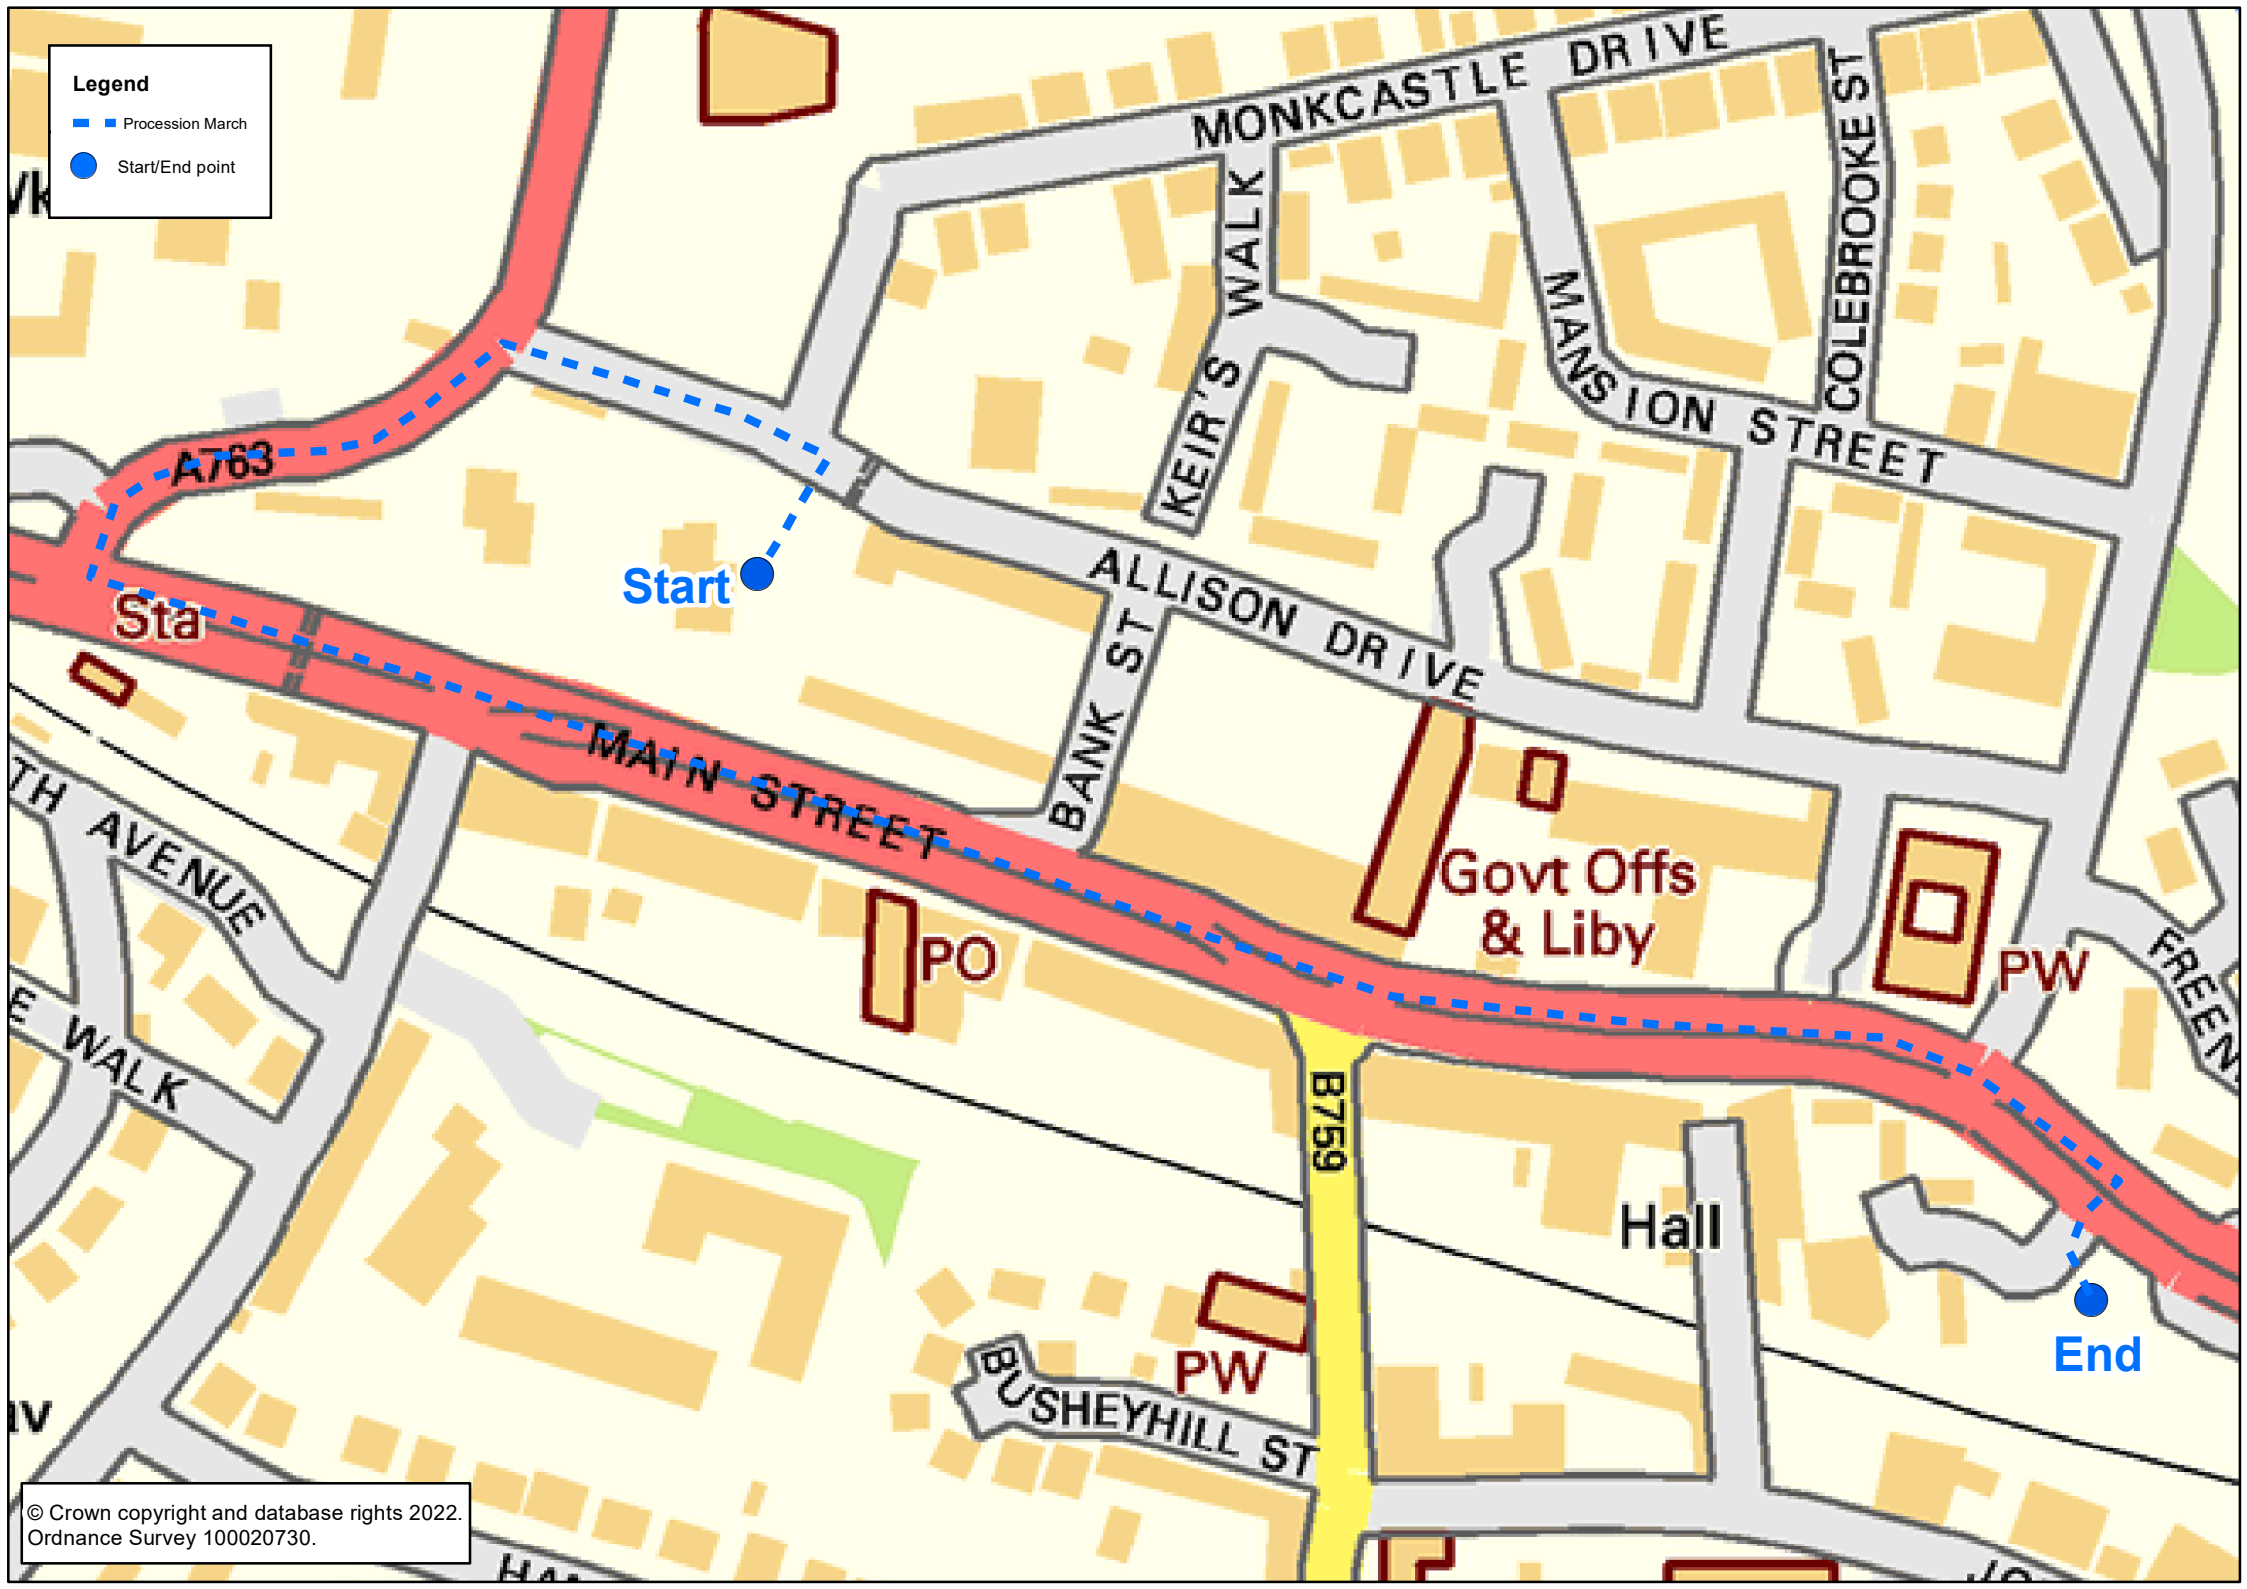 Legend
Procession March
Start/End point
MONKCASTLE DRIVE
COLEBROOKE ST
KEIR'S WALK
MANSION STREET
A763
Start
ALLISON DRIVE
Sta
BANK ST
MAIN STREET
TH AVENUE
Govt Offs
& Liby
PO
PW
FREEN
E WALK
B759
Hall
PW
End
BUSHEYHILL ST
© Crown copyright and database rights 2022.
Ordnance Survey 100020730.